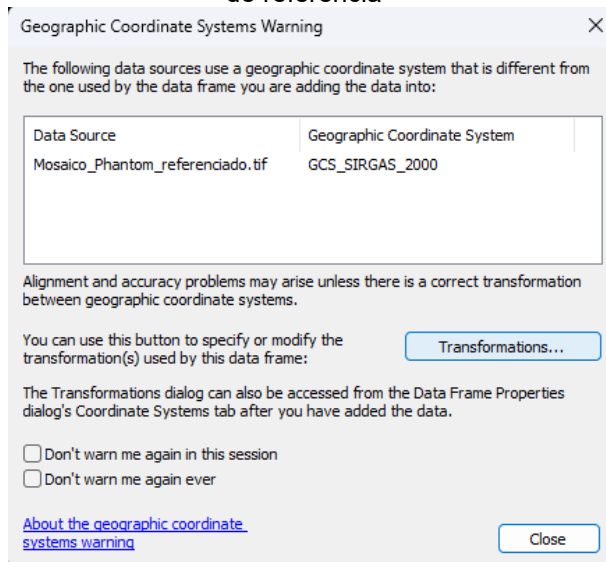 de referencia
Geographic Coordinate Systems Warning
The following data sources use a geographic coordinate system that is different from
the one used by the data frame you are adding the data into:
Data Source Geographic Coordinate System
Mosaico_Phantom_referenciado.tif GCS_SIRGAS_2000
Alignment and accuracy problems may arise unless there is a correct transformation
between geographic coordinate systems.
You can use this button to specify or modify the
transformation(s) used by this data frame:
Transformations...
The Transformations dialog can also be accessed from the Data Frame Properties
dialog's Coordinate Systems tab after you have added the data.
Don't warn me again in this session
Don't warn me again ever
About the geographic coordinate
systems warning
Close